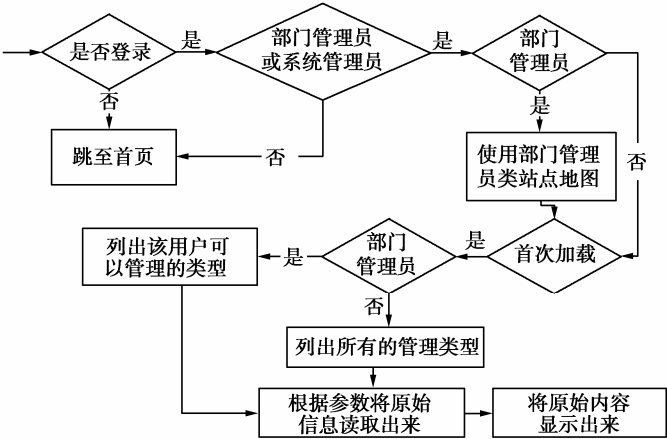 是否登录
是
部门管理员
或系统管理员
是
部门
管理员
否
是
否
跳至首页
否
使用部门管理
员类站点地图
首次加载
是
部门
管理员
是
列出该用户可
以管理的类型
否
列出所有的管理类型
根据参数将原始
信息读取出来
将原始内容
显示出来